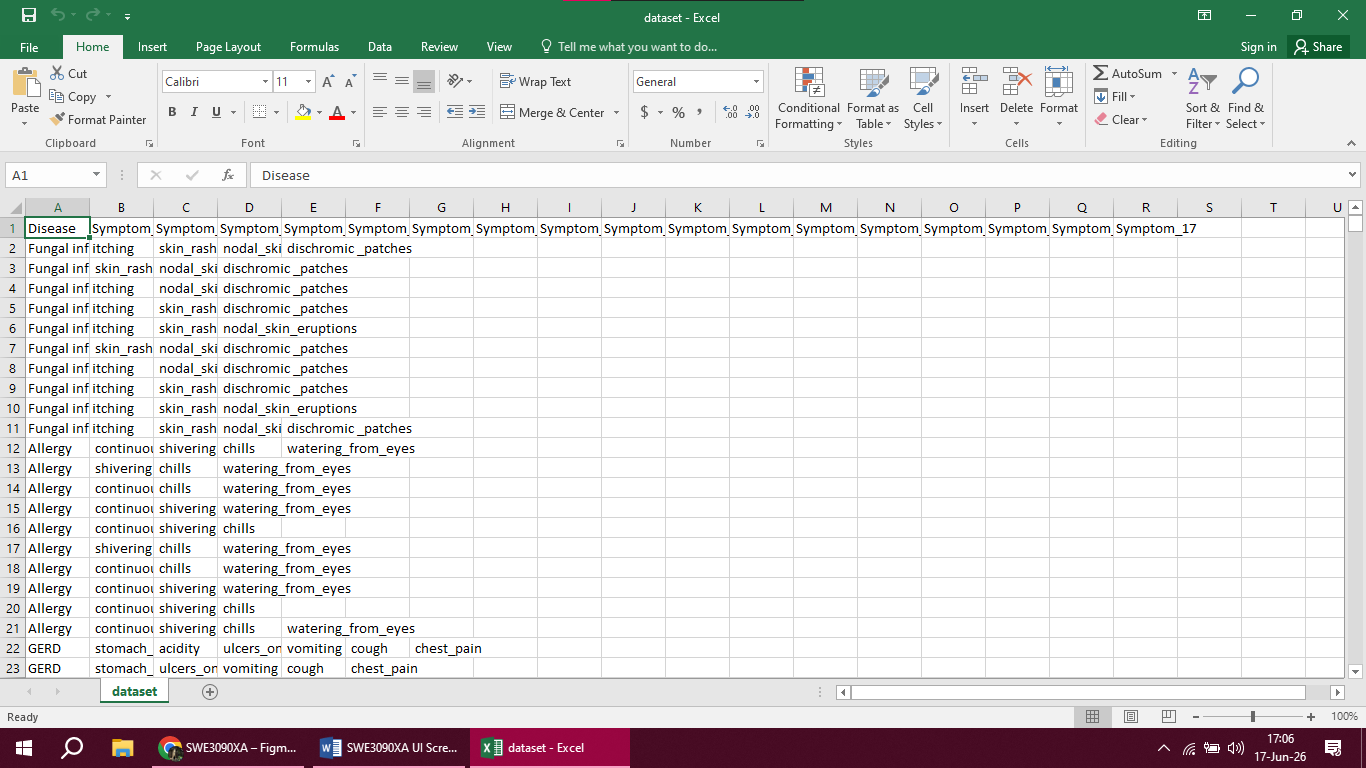 dataset - Excel
File Home Insert Page Layout Formulas Data Review View Tell me what you want to do... Sign in Share
Paste Cut Copy Format Painter Clipboard
Calibri 11 A A B I U A Font
Wrap Text Merge & Center Alignment
General $ % , .0 .00 .00 .0 Number
Conditional Formatting Format as Table Cell Styles Styles
Insert Delete Format Cells
AutoSum Fill Clear Sort & Filter Find & Select Editing
A1 fx Disease
A B C D E F G H I J K L M N O P Q R S T U
1 Disease Symptom_ Symptom_ Symptom_ Symptom_ Symptom_ Symptom_ Symptom_ Symptom_ Symptom_ Symptom_ Symptom_ Symptom_ Symptom_ Symptom_ Symptom_ Symptom_ Symptom_17
2 Fungal inf itching skin_rash nodal_ski dischromic _patches
3 Fungal inf skin_rash nodal_ski dischromic _patches
4 Fungal inf itching nodal_ski dischromic _patches
5 Fungal inf itching skin_rash dischromic _patches
6 Fungal inf itching skin_rash nodal_skin_eruptions
7 Fungal inf skin_rash nodal_ski dischromic _patches
8 Fungal inf itching nodal_ski dischromic _patches
9 Fungal inf itching skin_rash dischromic _patches
10 Fungal inf itching skin_rash nodal_skin_eruptions
11 Fungal inf itching skin_rash nodal_ski dischromic _patches
12 Allergy continuou shivering chills watering_from_eyes
13 Allergy shivering chills watering_from_eyes
14 Allergy continuou chills watering_from_eyes
15 Allergy continuou shivering watering_from_eyes
16 Allergy continuou shivering chills
17 Allergy shivering chills watering_from_eyes
18 Allergy continuou chills watering_from_eyes
19 Allergy continuou shivering watering_from_eyes
20 Allergy continuou shivering chills
21 Allergy continuou shivering chills watering_from_eyes
22 GERD stomach_ acidity ulcers_on vomiting cough chest_pain
23 GERD stomach_ ulcers_on vomiting cough chest_pain
dataset
Ready 100%
SWE3090XA – Figm... SWE3090XA UI Scre... dataset - Excel 17:06
17-Jun-26